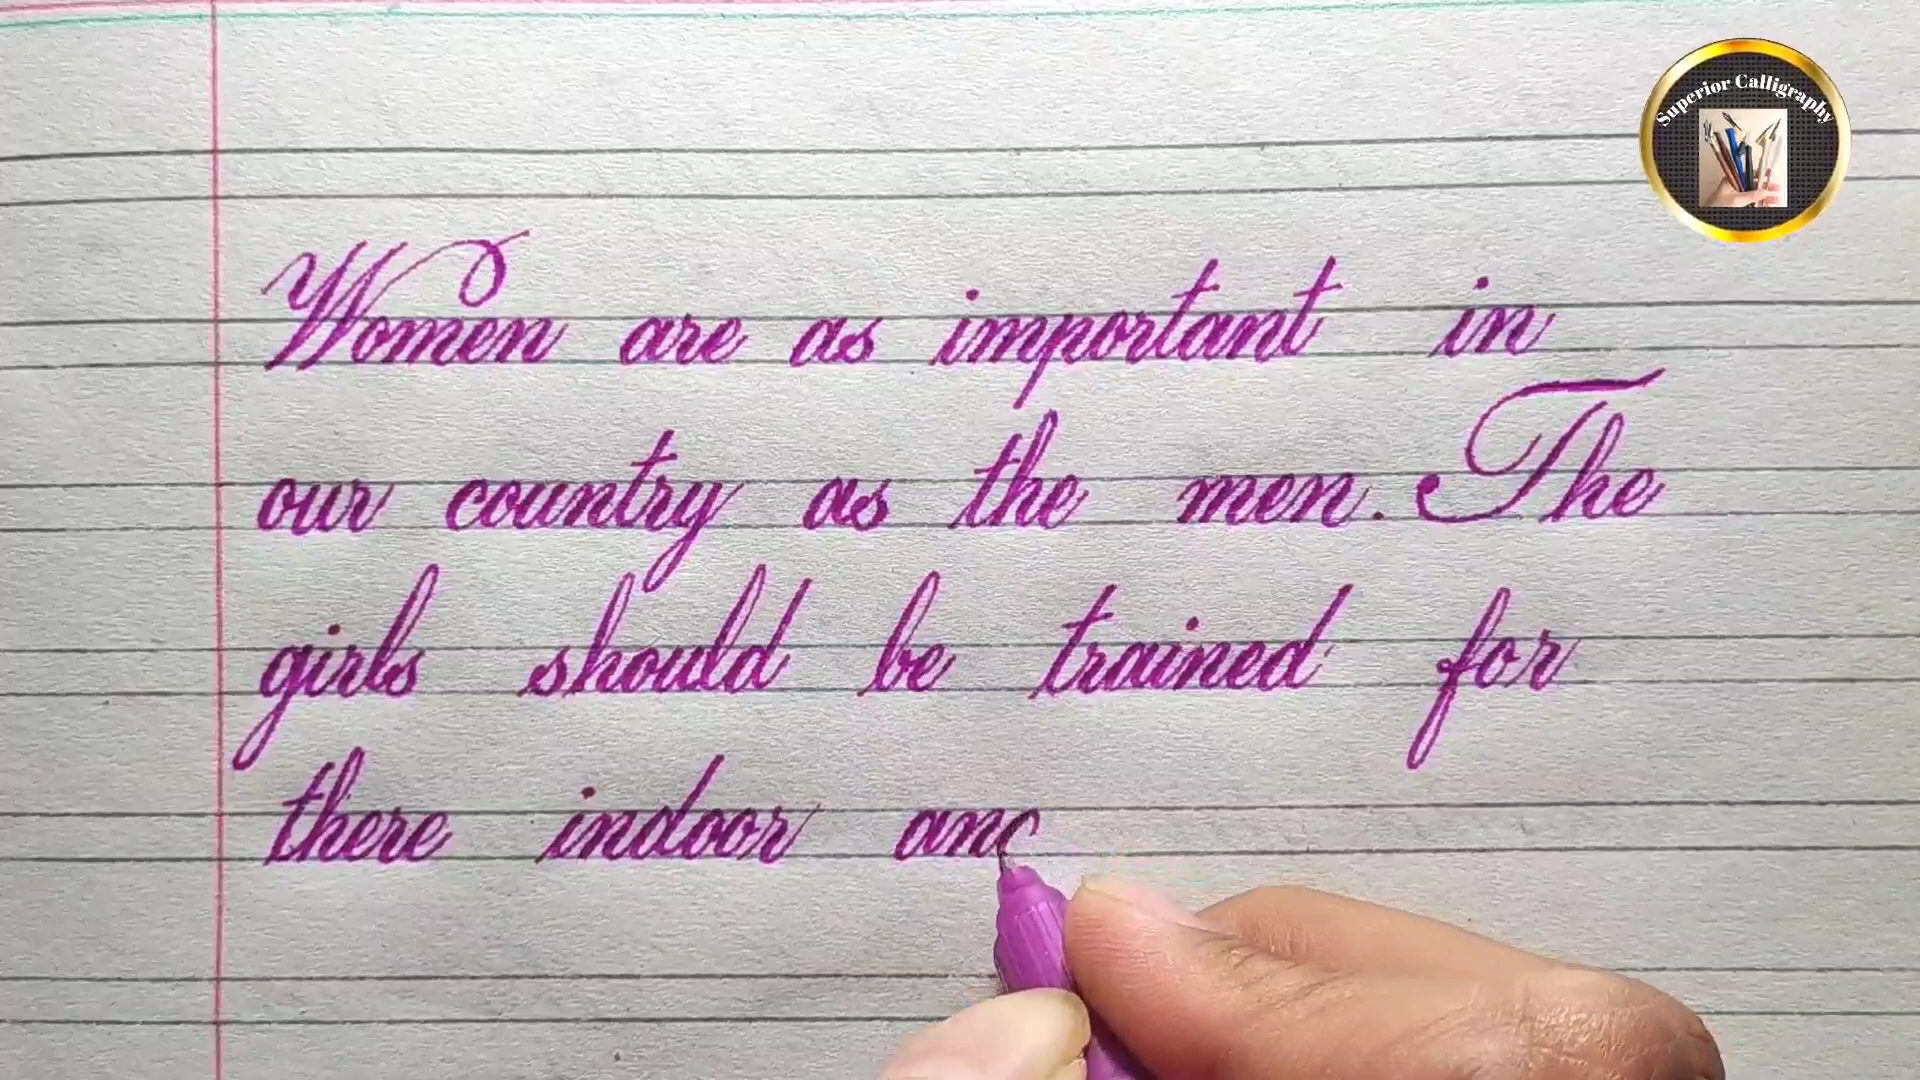 Superior Calligraphy
Women are as important in
our country as the men. The
girls should be trained for
there indoor an